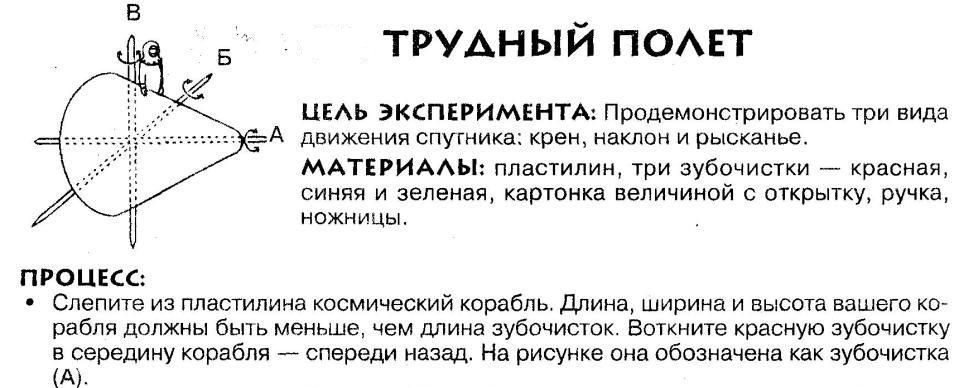 В
Б
А
ТРУДНЫЙ ПОЛЕТ
ЦЕЛЬ ЭКСПЕРИМЕНТА: Продемонстрировать три вида
движения спутника: крен, наклон и рысканье.
МАТЕРИАЛЫ: пластилин, три зубочистки — красная,
синяя и зеленая, картонка величиной с открытку, ручка,
ножницы.
ПРОЦЕСС:
• Слепите из пластилина космический корабль. Длина, ширина и высота вашего ко-
рабля должны быть меньше, чем длина зубочисток. Воткните красную зубочистку
в середину корабля — спереди назад. На рисунке она обозначена как зубочистка
(А).